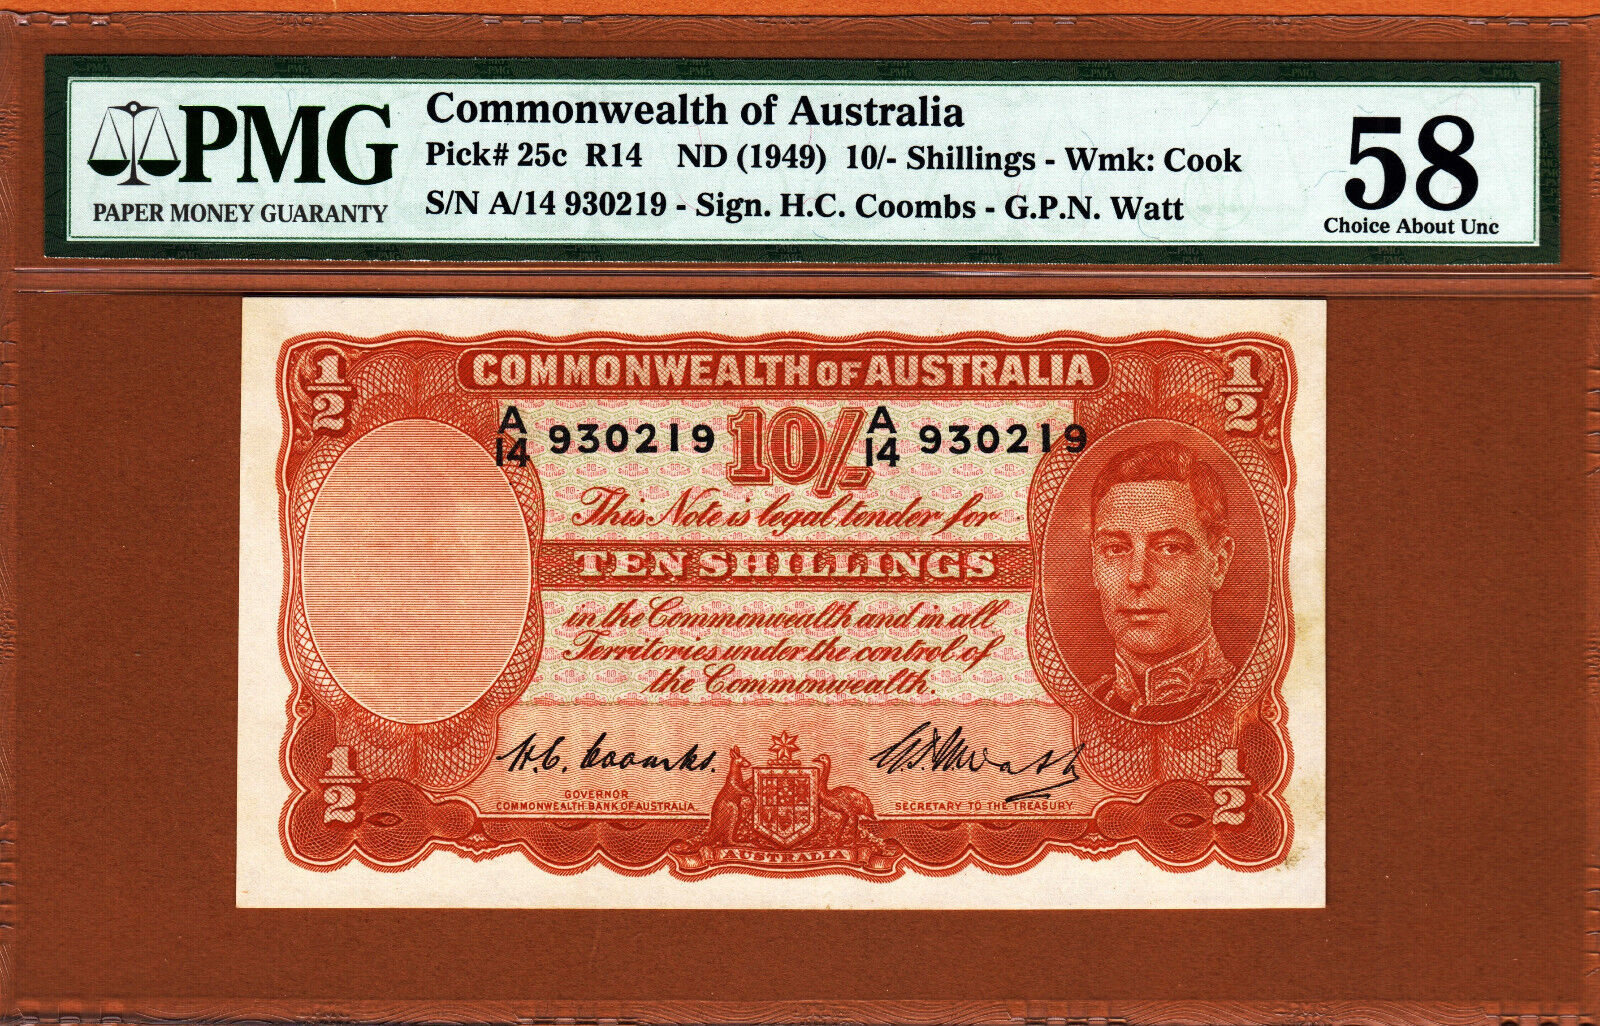 PMG
PAPER MONEY GUARANTY
Commonwealth of Australia
Pick# 25c R14 ND (1949) 10/- Shillings - Wmk: Cook
S/N A/14 930219 - Sign. H.C. Coombs - G.P.N. Watt
58
Choice About Unc
1/2
COMMONWEALTH OF AUSTRALIA
1/2
A/14 930219
10/-
A/14 930219
This Note is legal tender for
TEN SHILLINGS
in the Commonwealth and in all
Territories under the control of
the Commonwealth.
1/2
H. C. Coombs.
GOVERNOR
COMMONWEALTH BANK OF AUSTRALIA
SECRETARY TO THE TREASURY
1/2
AUSTRALIA